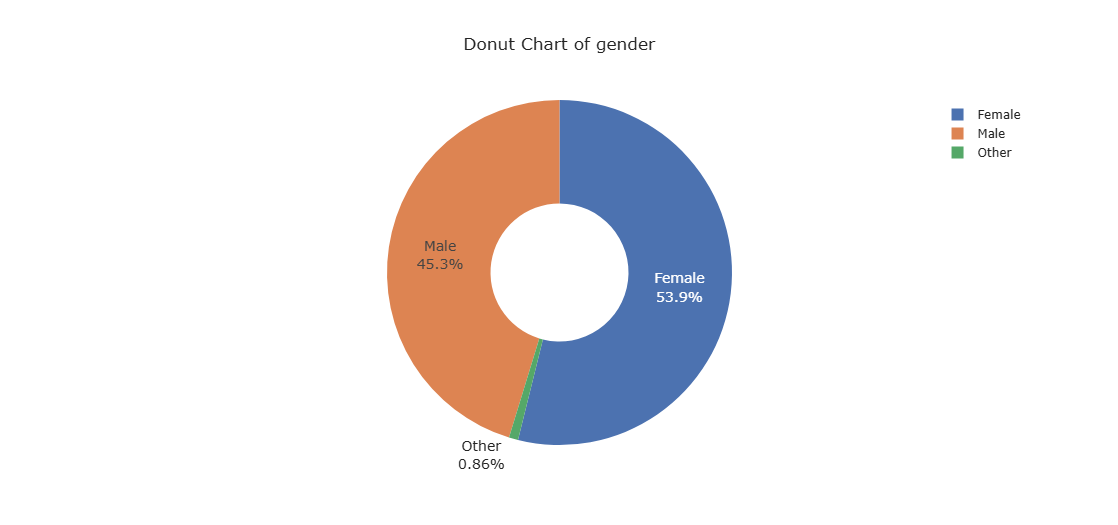 Donut Chart of gender
Female
Male
Other
Male
45.3%
Female
53.9%
Other
0.86%